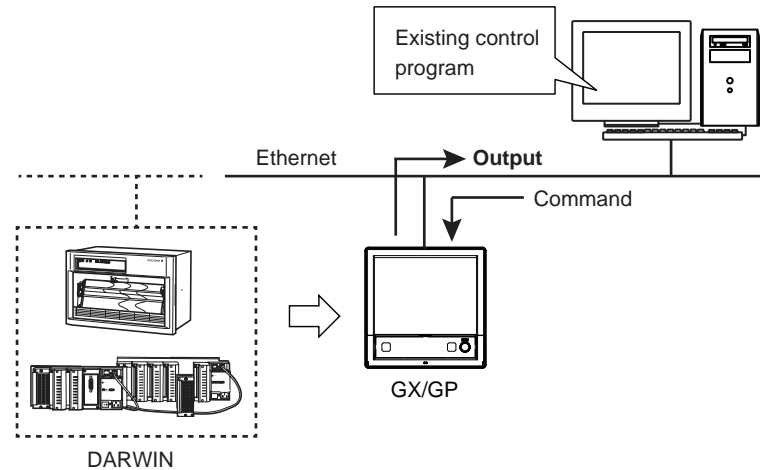 Existing control
program
Ethernet
Output
Command
GX/GP
DARWIN